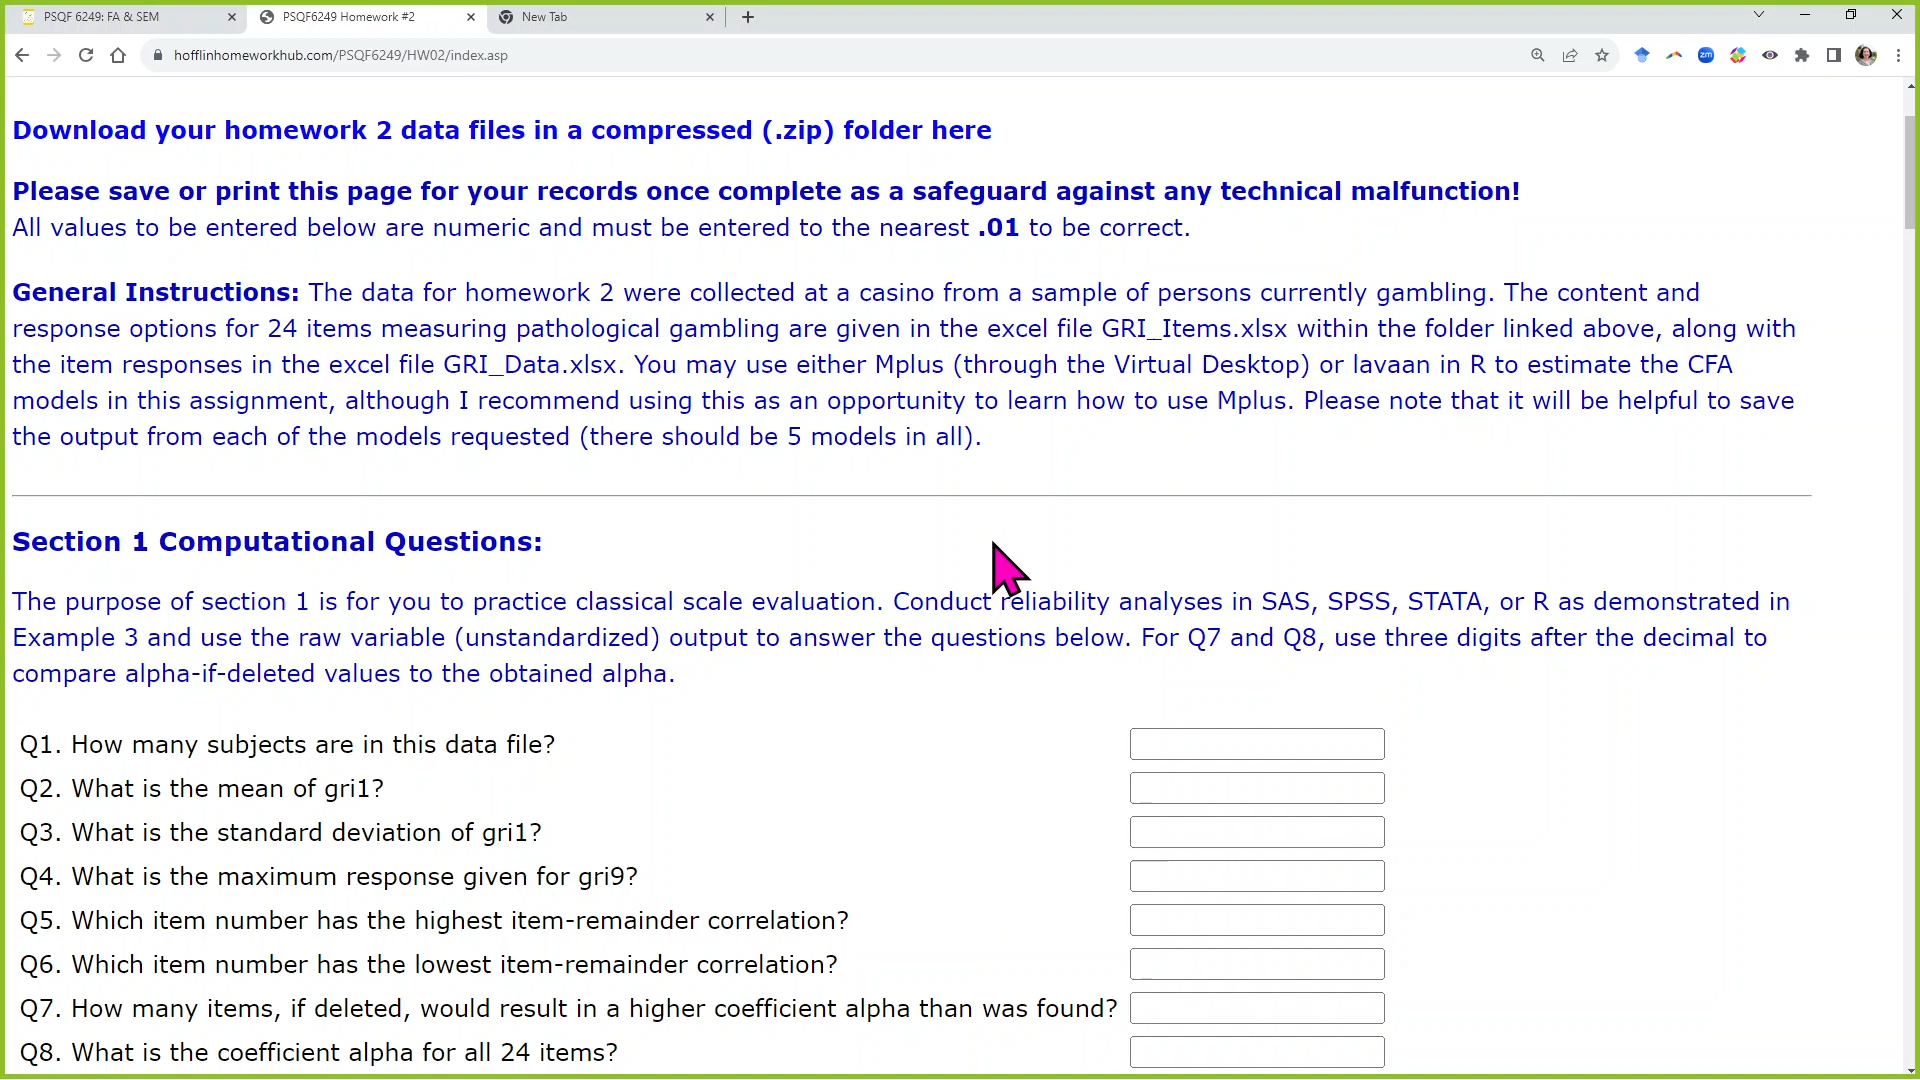 PSQF 6249: FA & SEM
PSQF6249 Homework #2
New Tab
hofflinhomeworkhub.com/PSQF6249/HW02/index.asp
zm
Download your homework 2 data files in a compressed (.zip) folder here
Please save or print this page for your records once complete as a safeguard against any technical malfunction!
All values to be entered below are numeric and must be entered to the nearest .01 to be correct.
General Instructions: The data for homework 2 were collected at a casino from a sample of persons currently gambling. The content and
response options for 24 items measuring pathological gambling are given in the excel file GRI_Items.xlsx within the folder linked above, along with
the item responses in the excel file GRI_Data.xlsx. You may use either Mplus (through the Virtual Desktop) or lavaan in R to estimate the CFA
models in this assignment, although I recommend using this as an opportunity to learn how to use Mplus. Please note that it will be helpful to save
the output from each of the models requested (there should be 5 models in all).
Section 1 Computational Questions:
The purpose of section 1 is for you to practice classical scale evaluation. Conduct reliability analyses in SAS, SPSS, STATA, or R as demonstrated in
Example 3 and use the raw variable (unstandardized) output to answer the questions below. For Q7 and Q8, use three digits after the decimal to
compare alpha-if-deleted values to the obtained alpha.
Q1. How many subjects are in this data file?
Q2. What is the mean of gri1?
Q3. What is the standard deviation of gri1?
Q4. What is the maximum response given for gri9?
Q5. Which item number has the highest item-remainder correlation?
Q6. Which item number has the lowest item-remainder correlation?
Q7. How many items, if deleted, would result in a higher coefficient alpha than was found?
Q8. What is the coefficient alpha for all 24 items?